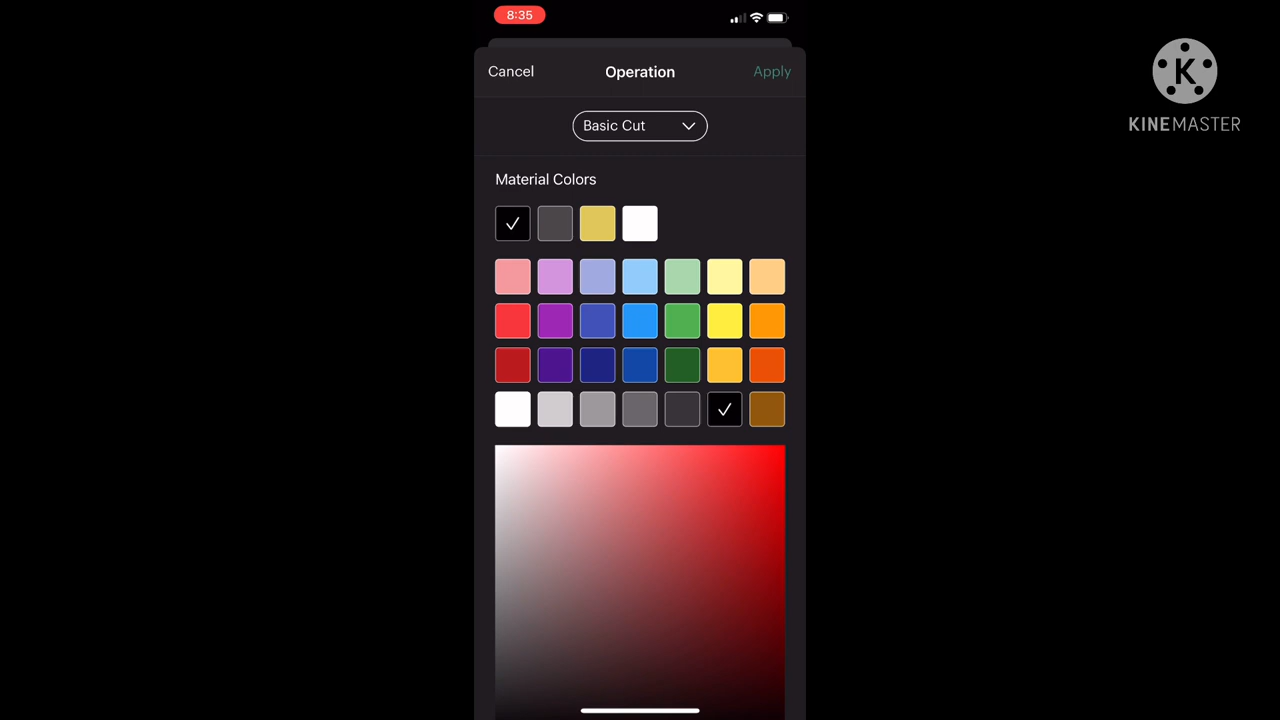 8:35
Cancel
Operation
Apply
Basic Cut
Material Colors
K
KINEMASTER